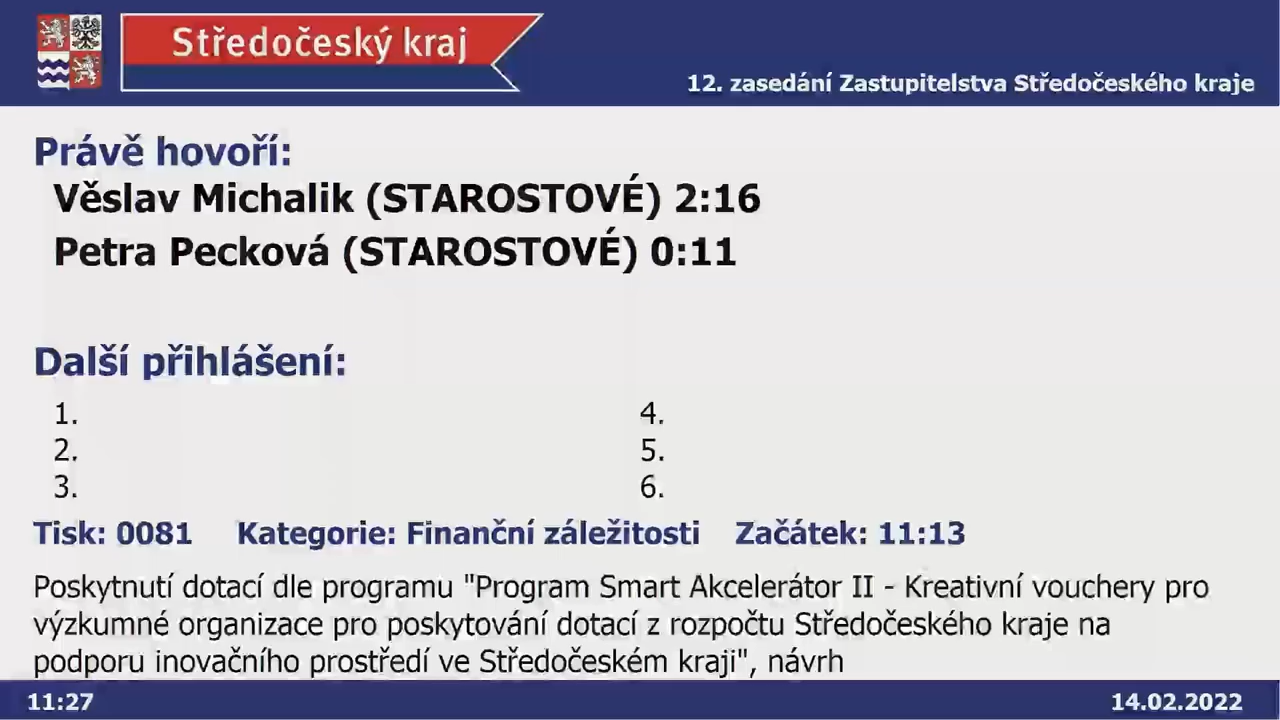 Středočeský kraj
12. zasedání Zastupitelstva Středočeského kraje
Právě hovoří:
Věslav Michalik (STAROSTOVÉ) 2:16
Petra Pecková (STAROSTOVÉ) 0:11
Další přihlášení:
1. 4.
2. 5.
3. 6.
Tisk: 0081 Kategorie: Finanční záležitosti Začátek: 11:13
Poskytnutí dotací dle programu "Program Smart Akcelerátor II - Kreativní vouchery pro
výzkumné organizace pro poskytování dotací z rozpočtu Středočeského kraje na
podporu inovačního prostředí ve Středočeském kraji", návrh
11:27 14.02.2022